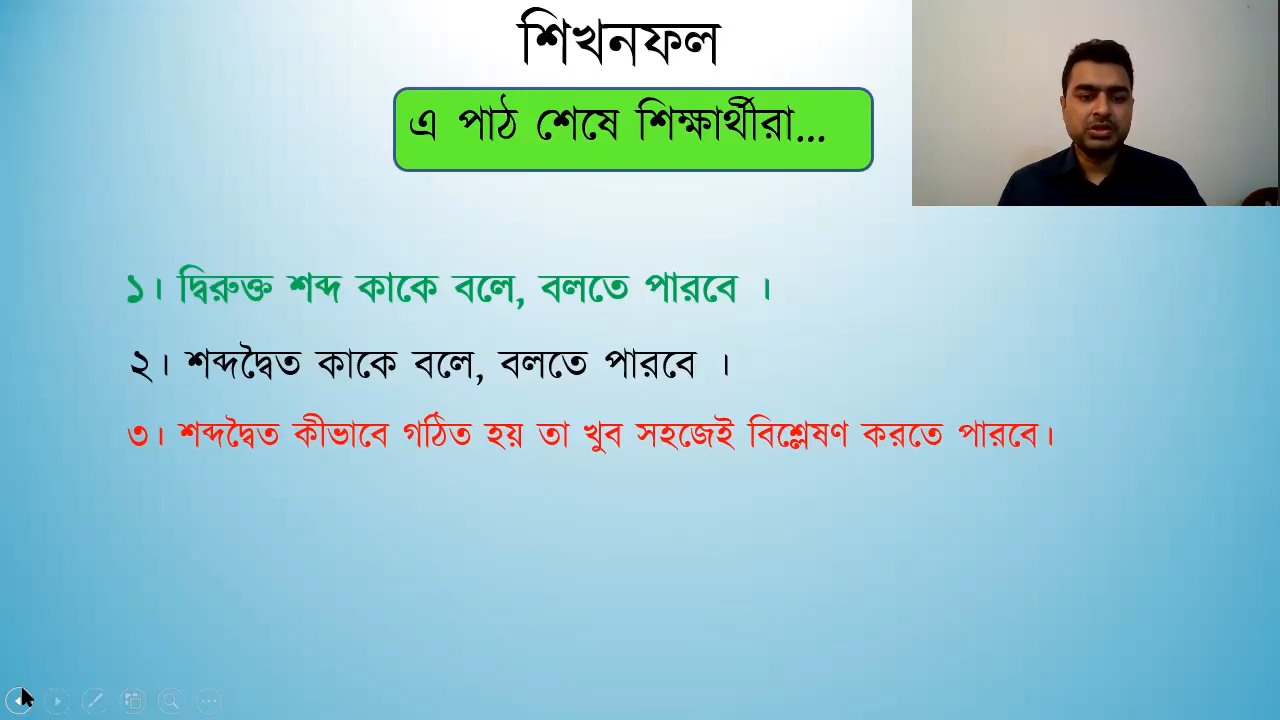 শিখনফল
এ পাঠ শেষে শিক্ষার্থীরা...
১। দ্বিরুক্ত শব্দ কাকে বলে, বলতে পারবে ।
২। শব্দদ্বৈত কাকে বলে, বলতে পারবে ।
৩। শব্দদ্বৈত কীভাবে গঠিত হয় তা খুব সহজেই বিশ্লেষণ করতে পারবে।